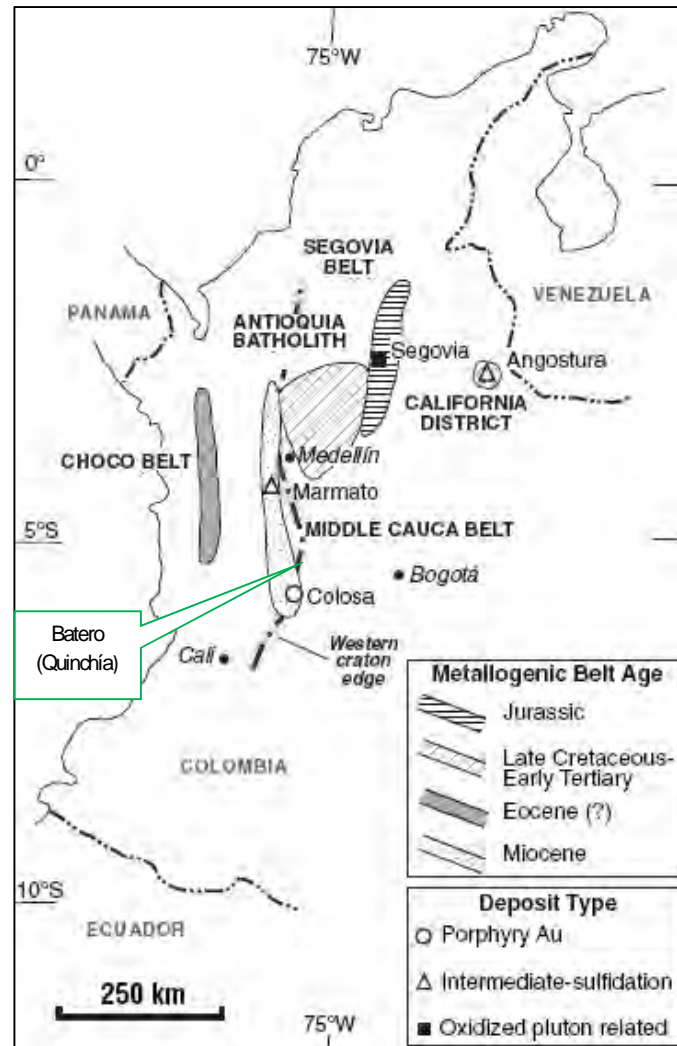 75°W
0°
SEGOVIA
BELT
VENEZUELA
PANAMA
ANTIOQUIA
BATHOLITH
Segovia
Angostura
CALIFORNIA
DISTRICT
CHOCO BELT
Medellín
Marmato
MIDDLE CAUCA BELT
5°S
Bogotá
Colosa
Batero
(Quinchía)
Cali
Western
craton
edge
COLOMBIA
Metallogenic Belt Age
Jurassic
Late Cretaceous-
Early Tertiary
Eocene (?)
Miocene
10°S
ECUADOR
Deposit Type
Porphyry Au
Intermediate-sulfidation
Oxidized pluton related
250 km
75°W